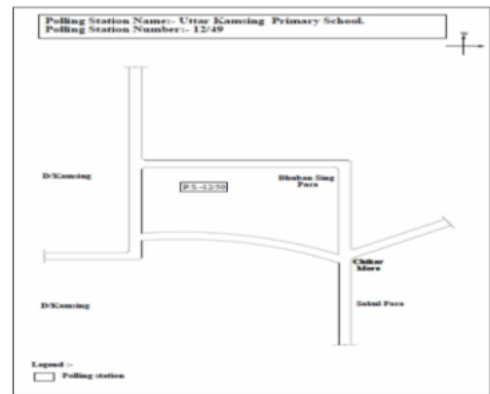 Polling Station Name:- Uttar Kamsing Primary School.
Polling Station Number:- 12/49
N
D/Kamsing
P.S.-12/50
Bhuban Sing
Para
Chikar
More
D/Kamsing
Sakul Para
Legend :-
Polling station